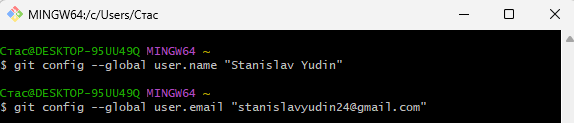 MINGW64:/c/Users/Стас
Стас@DESKTOP-95UU49Q MINGW64 ~
$ git config --global user.name "Stanislav Yudin"
Стас@DESKTOP-95UU49Q MINGW64 ~
$ git config --global user.email "stanislavyudin24@gmail.com"